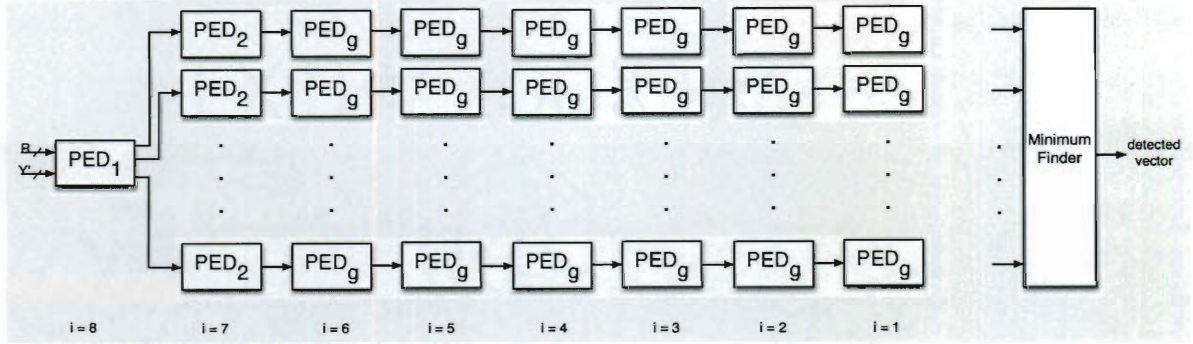 PED2 PEDg PEDg PEDg PEDg PEDg PEDg
PED2 PEDg PEDg PEDg PEDg PEDg PEDg
R
Y'
PED1
Minimum
Finder
detected
vector
PED2 PEDg PEDg PEDg PEDg PEDg PEDg
i = 8 i = 7 i = 6 i = 5 i = 4 i = 3 i = 2 i = 1